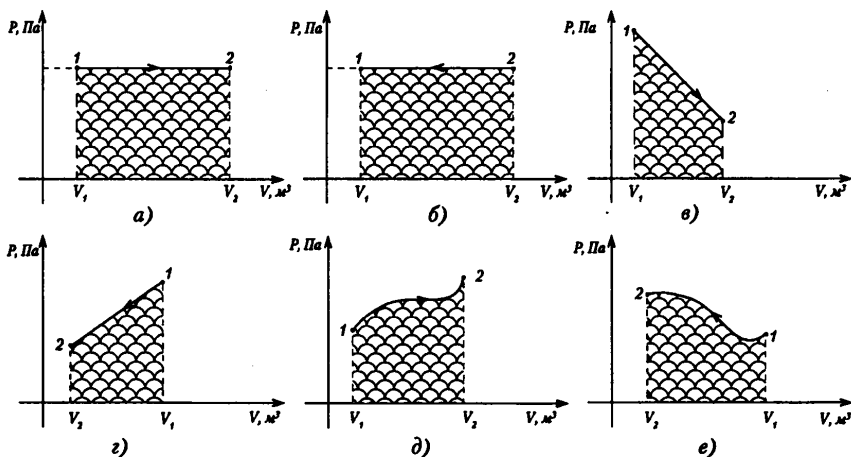 P, Па
1
2
V₁
V₂
V, м³
а)
P, Па
1
2
V₁
V₂
V, м³
б)
P, Па
1
2
V₁
V₂
V, м³
в)
P, Па
1
2
V₂
V₁
V, м³
г)
P, Па
1
2
V₁
V₂
V, м³
д)
P, Па
2
1
V₂
V₁
V, м³
е)